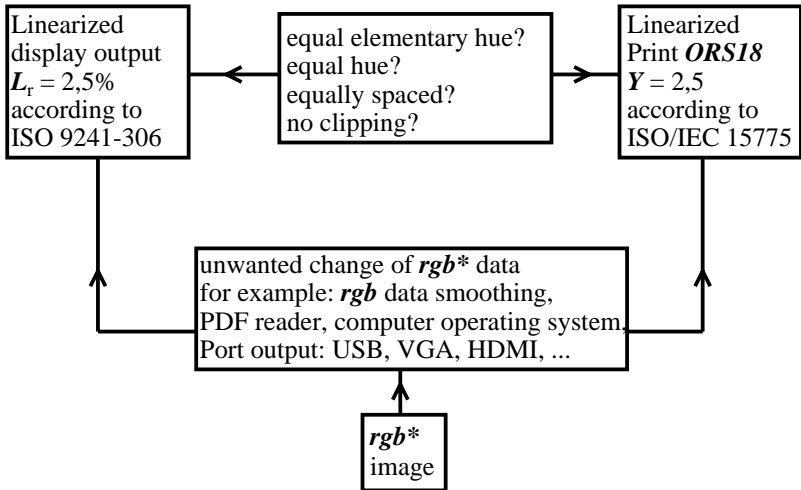 Linearized
display output
Lr = 2,5%
according to
ISO 9241-306
equal elementary hue?
equal hue?
equally spaced?
no clipping?
Linearized
Print ORS18
Y = 2,5
according to
ISO/IEC 15775
unwanted change of rgb* data
for example: rgb data smoothing,
PDF reader, computer operating system,
Port output: USB, VGA, HDMI, ...
rgb*
image